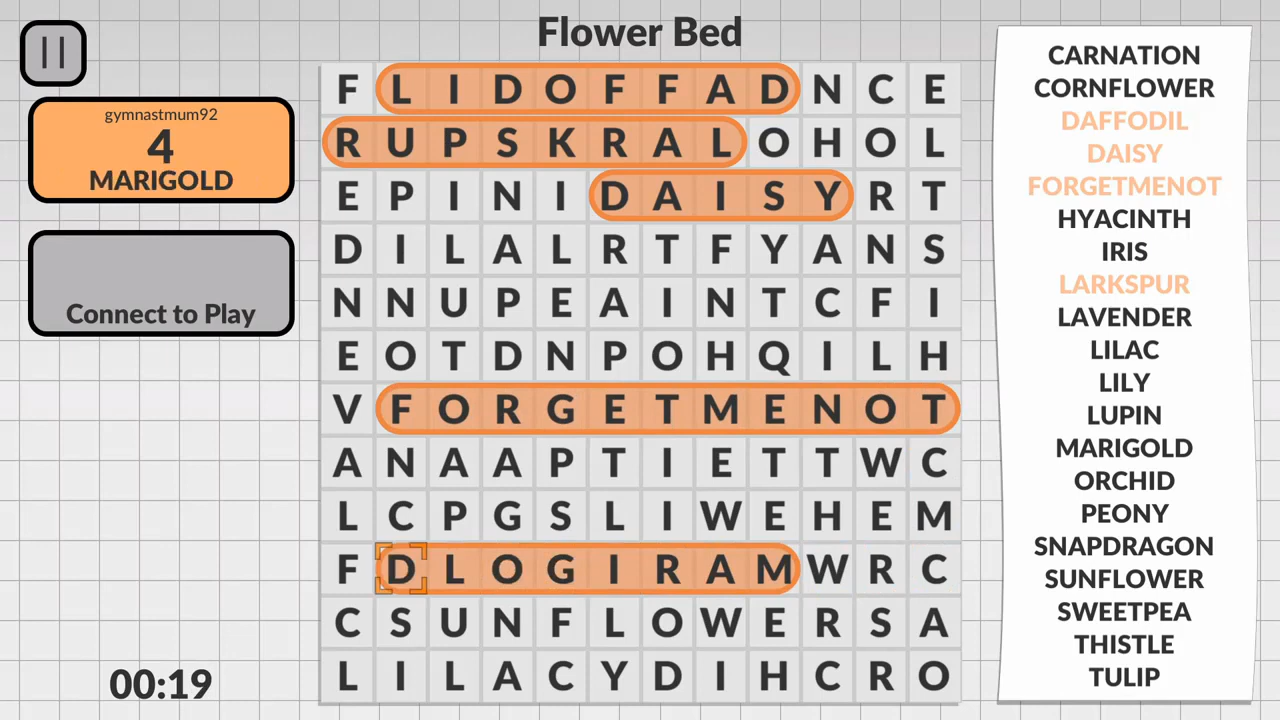 Flower Bed
gymnastmum92
4
MARIGOLD
Connect to Play
00:19
F L I D O F F A D N C E
R U P S K R A L O H O L
E P I N I D A I S Y R T
D I L A L R T F Y A N S
N N U P E A I N T C F I
E O T D N P O H Q I L H
V F O R G E T M E N O T
A N A A P T I E T T W C
L C P G S L I W E H E M
F D L O G I R A M W R C
C S U N F L O W E R S A
L I L A C Y D I H C R O
CARNATION
CORNFLOWER
DAFFODIL
DAISY
FORGETMENOT
HYACINTH
IRIS
LARKSPUR
LAVENDER
LILAC
LILY
LUPIN
MARIGOLD
ORCHID
PEONY
SNAPDRAGON
SUNFLOWER
SWEETPEA
THISTLE
TULIP